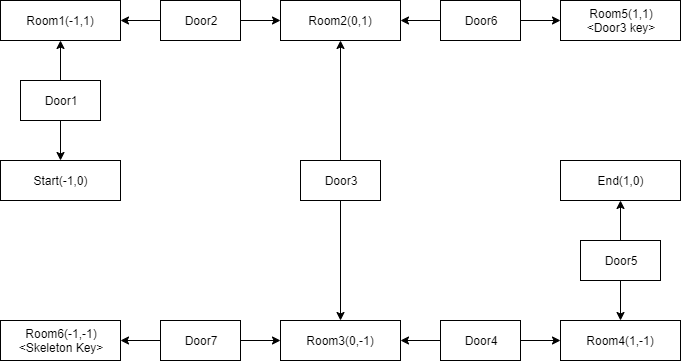 Room1(-1,1)
Door2
Room2(0,1)
Door6
Room5(1,1)
<Door3 key>
Door1
Start(-1,0)
Door3
End(1,0)
Door5
Room6(-1,-1)
<Skeleton Key>
Door7
Room3(0,-1)
Door4
Room4(1,-1)